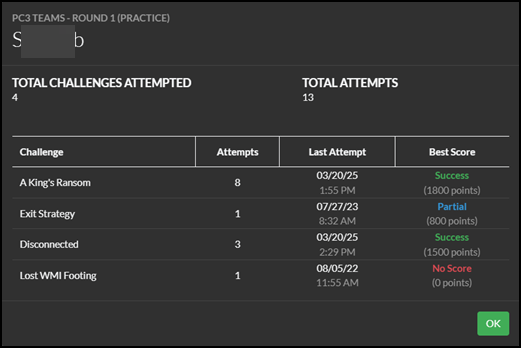 PC3 TEAMS - ROUND 1 (PRACTICE)
TOTAL CHALLENGES ATTEMPTED TOTAL ATTEMPTS
4 13
Challenge Attempts Last Attempt Best Score
A King's Ransom 8 03/20/25 1:55 PM Success (1800 points)
Exit Strategy 1 07/27/23 8:32 AM Partial (800 points)
Disconnected 3 03/20/25 2:29 PM Success (1500 points)
Lost WMI Footing 1 08/05/22 11:55 AM No Score (0 points)
OK